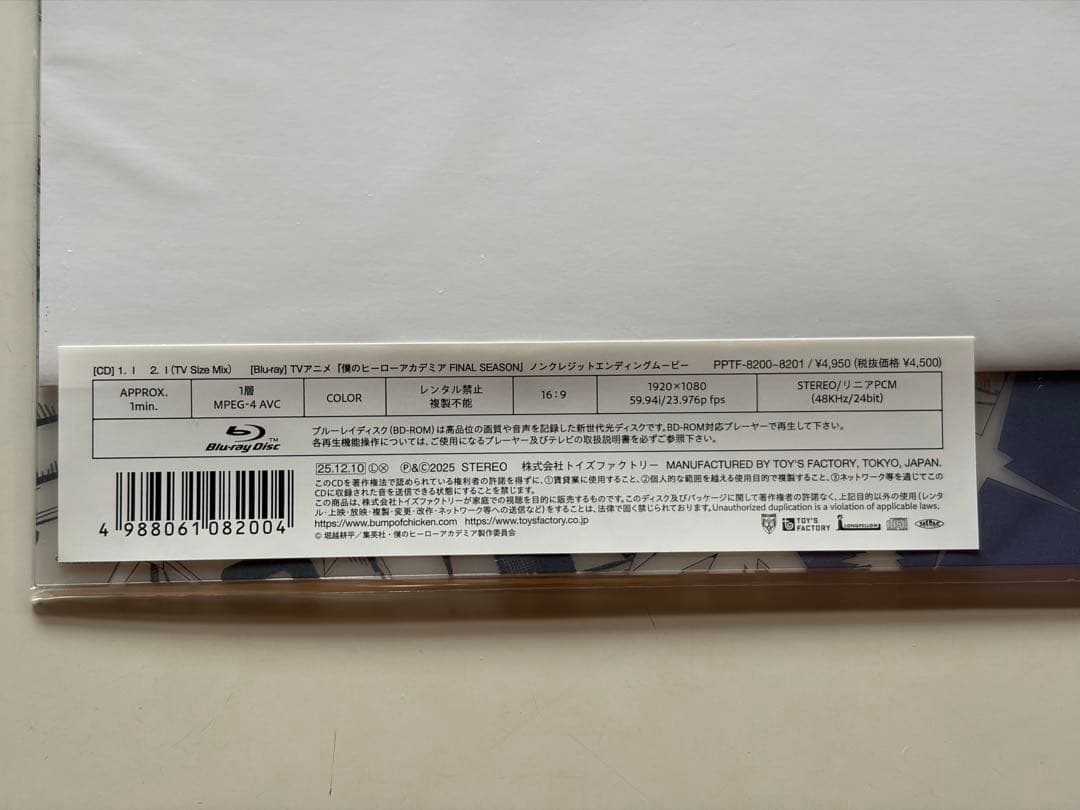 [CD] 1. I　2. I (TV Size Mix)　[Blu-ray] TVアニメ『僕のヒーローアカデミア FINAL SEASON』ノンクレジットエンディングムービー　PPTF-8200–8201 / ¥4,950 (税抜価格 ¥4,500)
APPROX. 1min.　1層 MPEG-4 AVC　COLOR　レンタル禁止 複製不能　16:9　1920×1080 59.94i/23.976p fps　STEREO/リニアPCM (48KHz/24bit)
Blu-ray Disc™
ブルーレイディスク(BD-ROM)は高品位の画質や音声を記録した新世代光ディスクです。BD-ROM対応プレーヤーで再生して下さい。
各再生機能操作については、ご使用になるプレーヤー及びテレビの取扱説明書を必ずご参照下さい。
4 988061 082004
25.12.10 Ⓛ ⓧ ℗&©2025 STEREO 株式会社トイズファクトリー MANUFACTURED BY TOY'S FACTORY, TOKYO, JAPAN.
このCDを著作権法で認められている権利者の許諾を得ずに、①賃貸業に使用すること、②個人的な範囲を越える使用目的で複製すること、③ネットワーク等を通じてこの
CDに収録された音を送信できる状態にすることを禁じます。
この商品は、株式会社トイズファクトリーが家庭での視聴を目的に販売するものです。このディスク及びパッケージに関して著作権者の許諾なく、上記目的以外の使用(レンタ
ル・上映・放映・複製・変更・改作・ネットワーク等への送信など)をすることは、法律で固く禁じられております。Unauthorized duplication is a violation of applicable laws.
https://www.bumpofchicken.com https://www.toysfactory.co.jp
© 堀越耕平／集英社・僕のヒーローアカデミア製作委員会
TOY'S FACTORY
LONGFELLOW